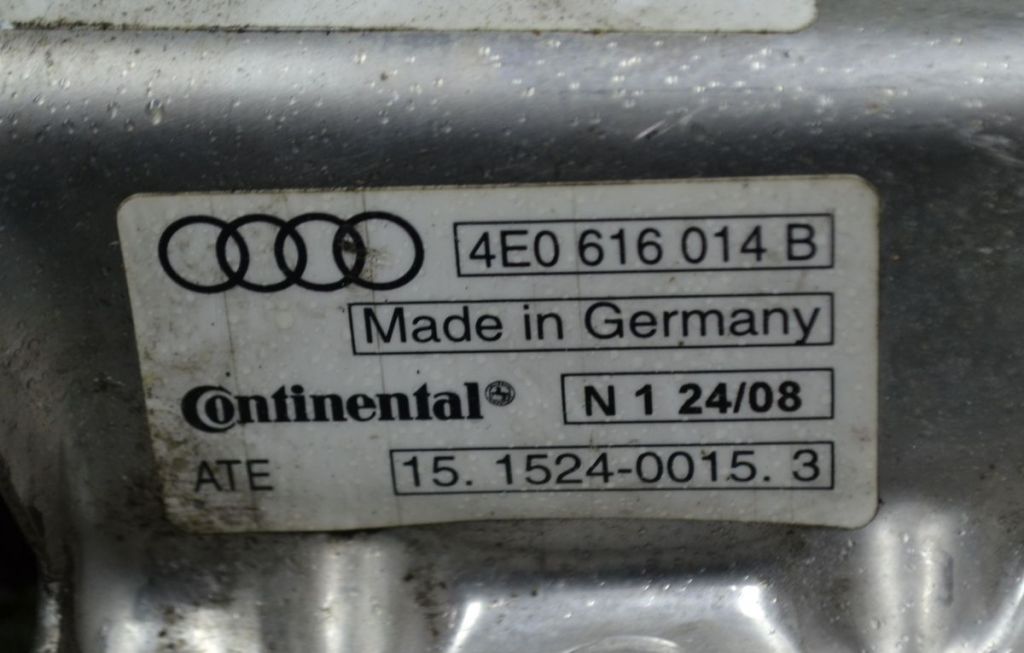 4E0 616 014 B
Made in Germany
Continental
N 1 24/08
ATE
15. 1524-0015. 3